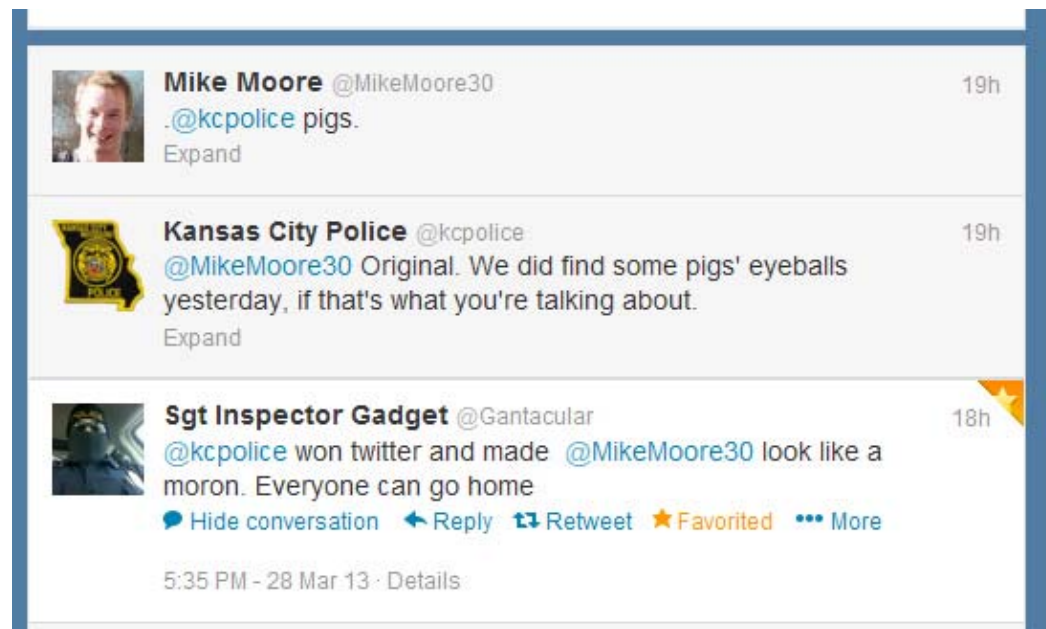 Mike Moore @MikeMoore30 19h
.@kcpolice pigs.
Expand
Kansas City Police @kcpolice 19h
@MikeMoore30 Original. We did find some pigs' eyeballs
yesterday, if that's what you're talking about.
Expand
Sgt Inspector Gadget @Gantacular 18h
@kcpolice won twitter and made @MikeMoore30 look like a
moron. Everyone can go home
Hide conversation Reply Retweet Favorited More
5:35 PM - 28 Mar 13 · Details